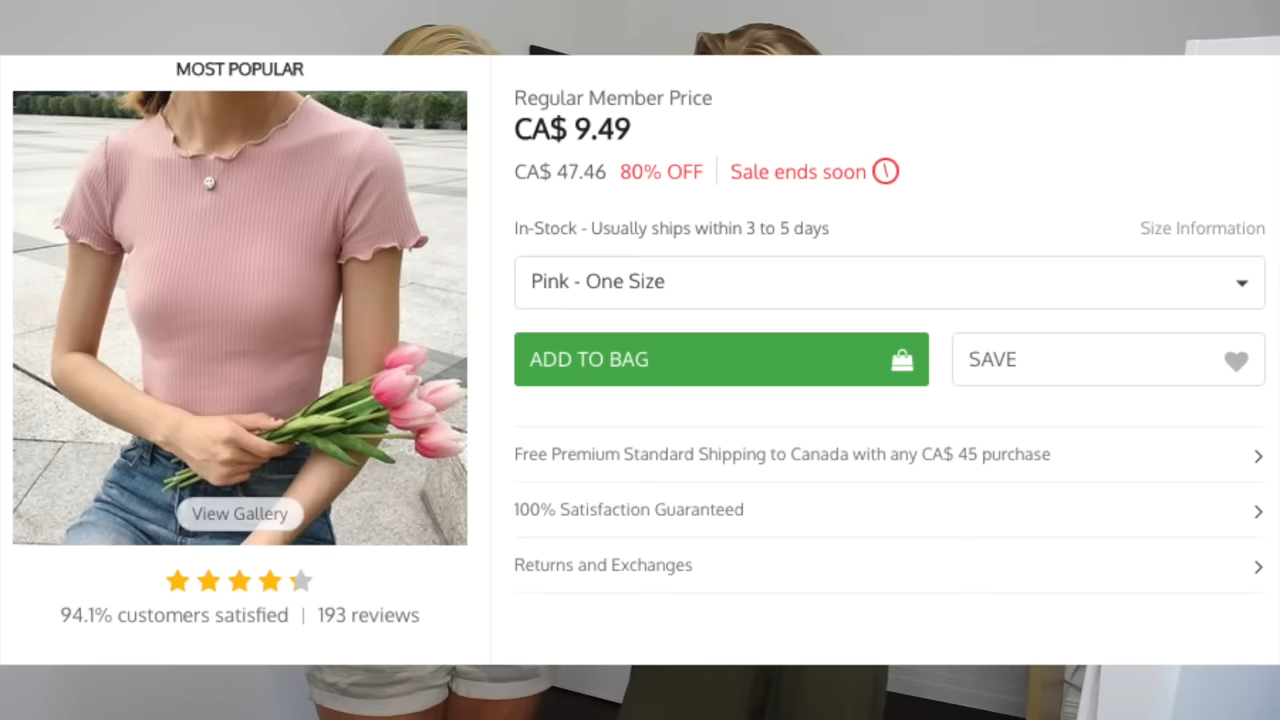 MOST POPULAR
View Gallery
94.1% customers satisfied | 193 reviews
Regular Member Price
CA$ 9.49
CA$ 47.46 80% OFF | Sale ends soon
In-Stock - Usually ships within 3 to 5 days Size Information
Pink - One Size
ADD TO BAG SAVE
Free Premium Standard Shipping to Canada with any CA$ 45 purchase
100% Satisfaction Guaranteed
Returns and Exchanges